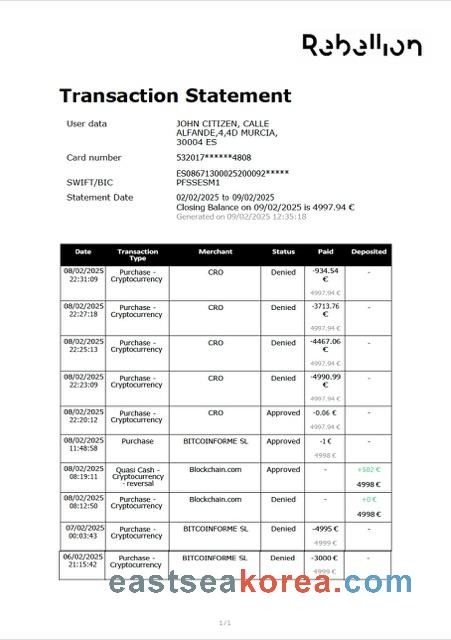 Rebellion
Transaction Statement
User data
JOHN CITIZEN, CALLE
ALFANDE,4,4D MURCIA,
30004 ES
Card number
532017******4808
ES08671300025200092*****
SWIFT/BIC
PFSSESM1
Statement Date
02/02/2025 to 09/02/2025
Closing Balance on 09/02/2025 is 4997.94 €
Generated on 09/02/2025 12:35:18
Date Transaction Type Merchant Status Paid Deposited
08/02/2025 22:31:09 Purchase - Cryptocurrency CRO Denied -934.54 € -
4997.94 €
08/02/2025 22:27:18 Purchase - Cryptocurrency CRO Denied -3713.76 € -
4997.94 €
08/02/2025 22:25:13 Purchase - Cryptocurrency CRO Denied -4467.06 € -
4997.94 €
08/02/2025 22:23:09 Purchase - Cryptocurrency CRO Denied -4990.99 € -
4997.94 €
08/02/2025 22:20:12 Purchase - Cryptocurrency CRO Approved -0.06 € -
4997.94 €
08/02/2025 11:48:58 Purchase BITCOINFORME SL Approved -1 € -
4998 €
08/02/2025 08:19:11 Quasi Cash - Cryptocurrency - reversal Blockchain.com Approved - +502 €
4998 €
08/02/2025 08:12:50 Purchase - Cryptocurrency Blockchain.com Denied - +0 €
4998 €
07/02/2025 00:03:43 Purchase - Cryptocurrency BITCOINFORME SL Denied -4995 € -
4999 €
06/02/2025 21:15:42 Purchase - Cryptocurrency BITCOINFORME SL Denied -3000 € -
4999 €
eastseakorea.com
1/1